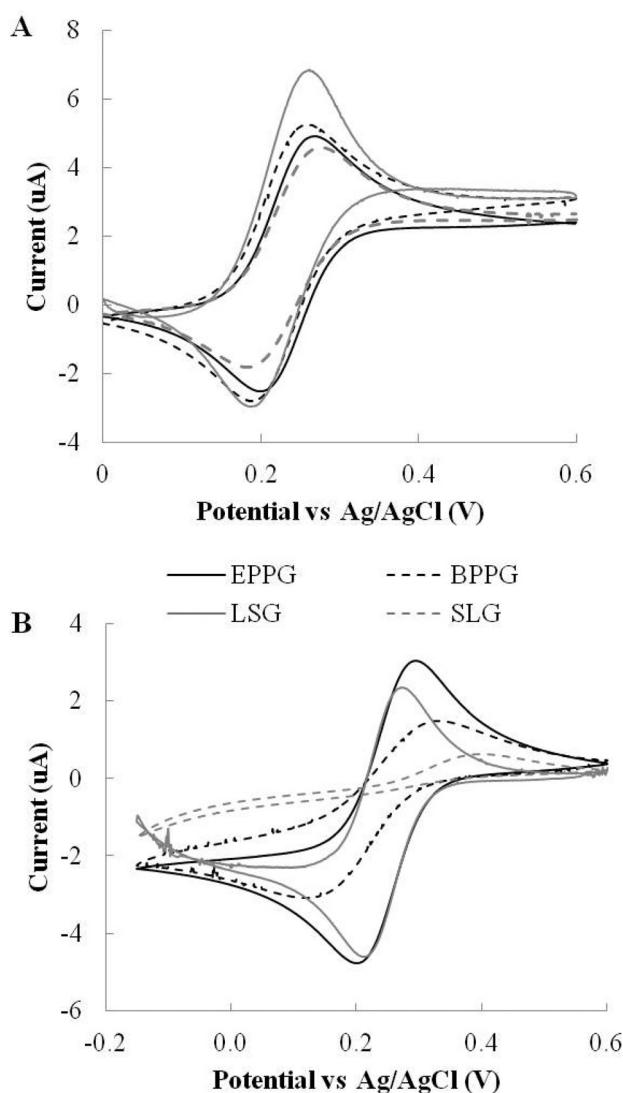 A
8
6
4
2
0
-2
-4
Current (uA)
0
0.2
0.4
0.6
Potential vs Ag/AgCl (V)
EPPG
BPPG
LSG
SLG
B
4
2
0
-2
-4
-6
Current (uA)
-0.2
0.0
0.2
0.4
0.6
Potential vs Ag/AgCl (V)